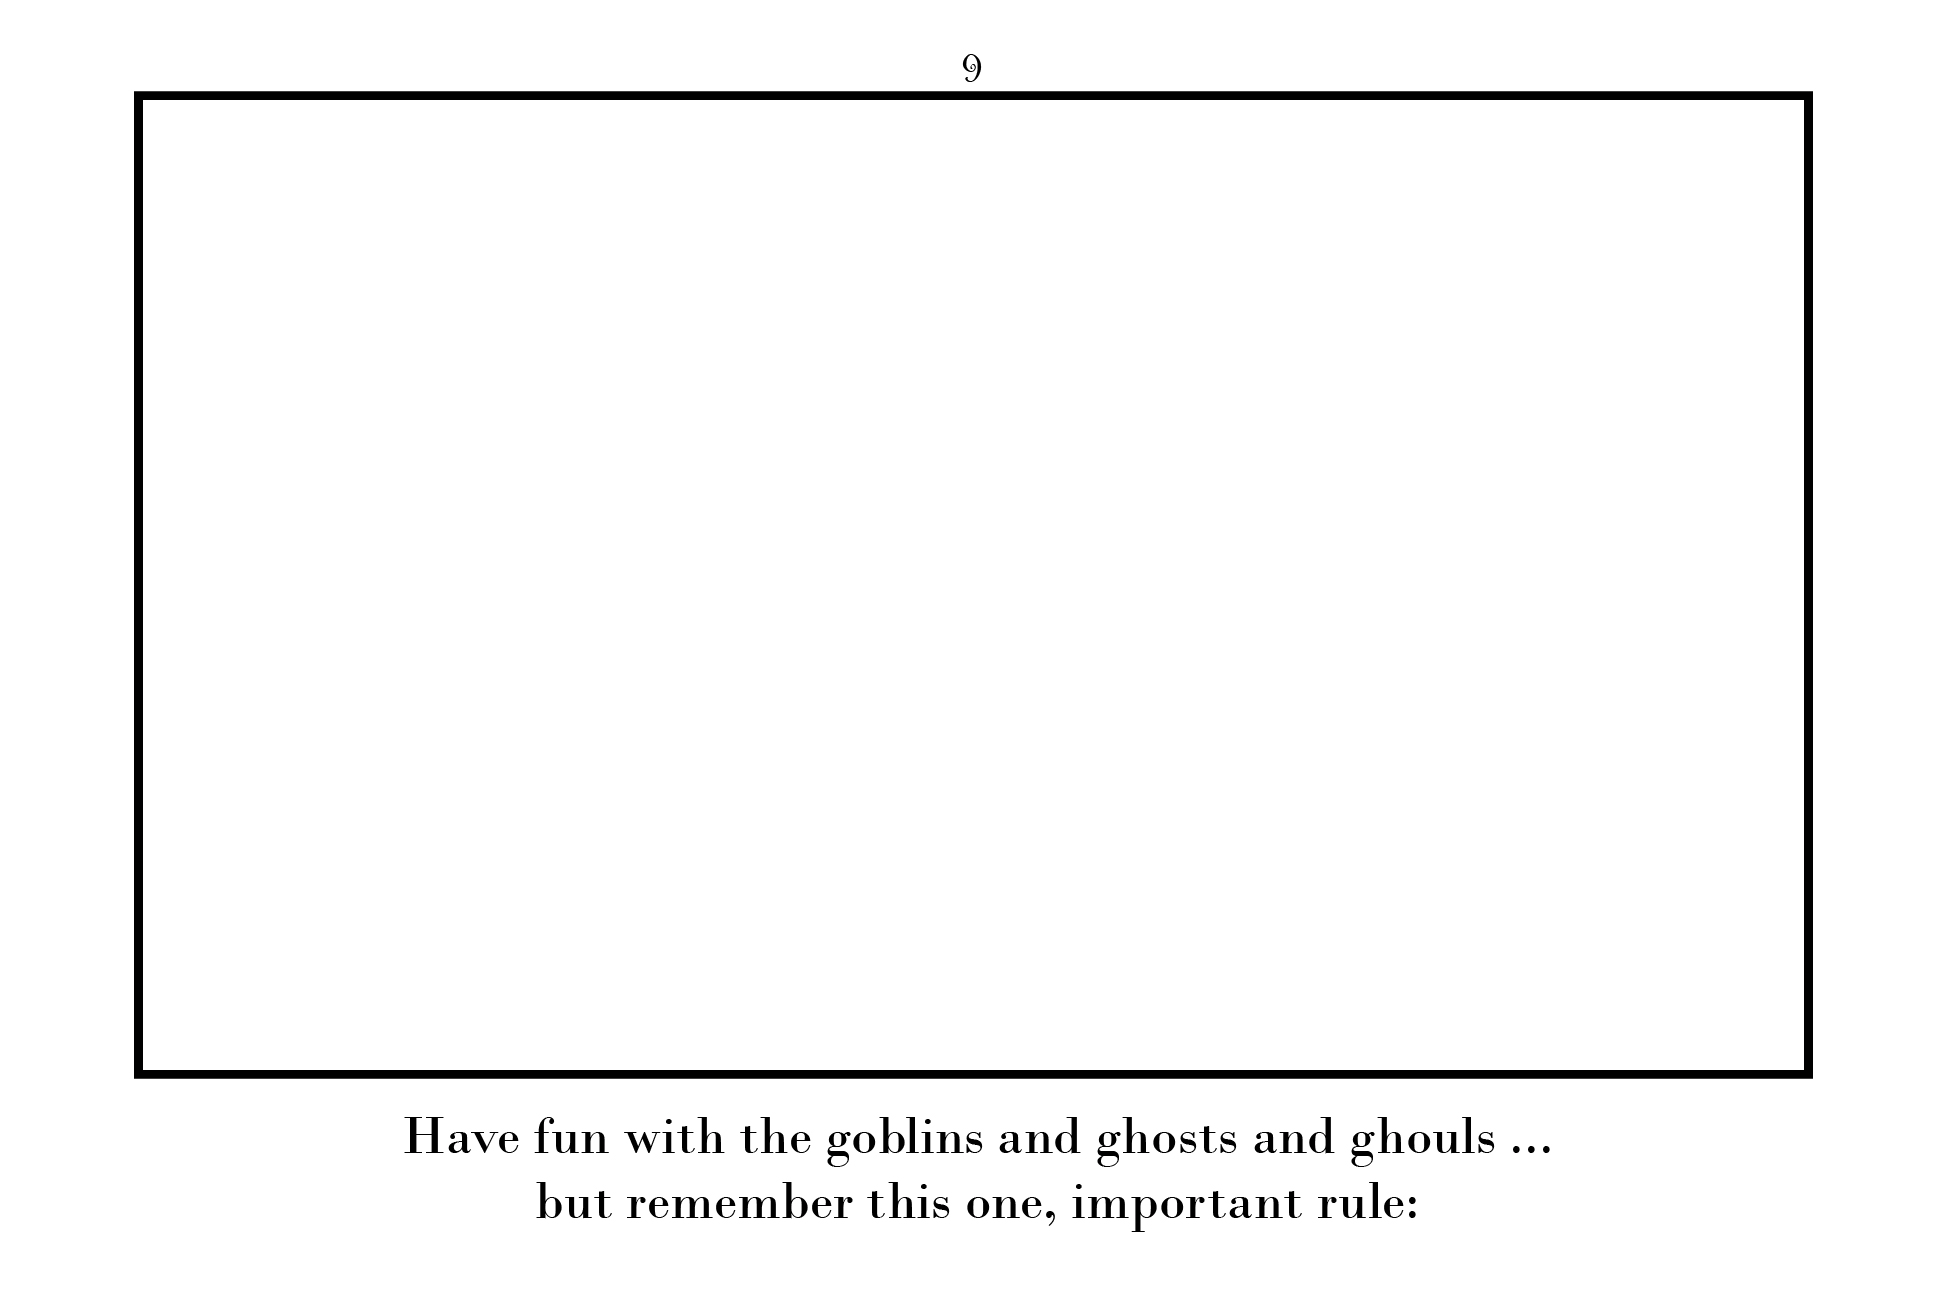 9
Have fun with the goblins and ghosts and ghouls ...
but remember this one, important rule: